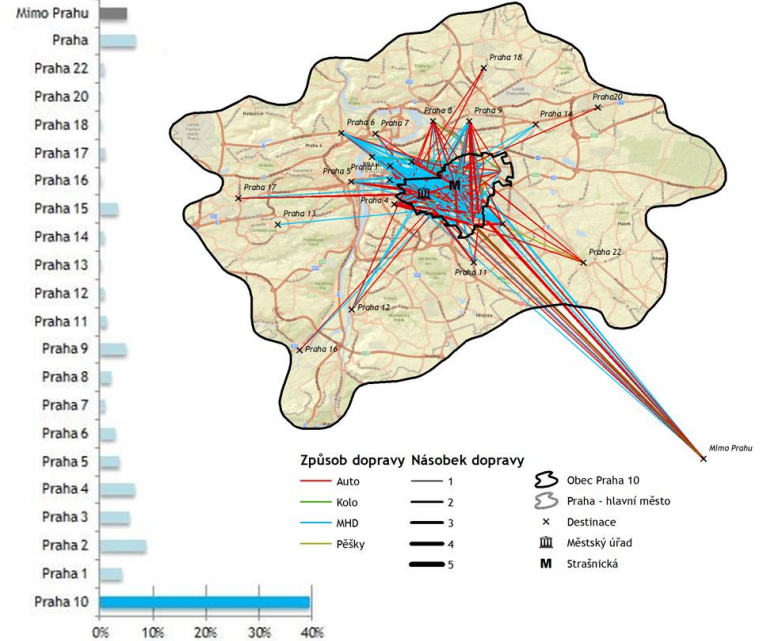 Mimo Prahu
Praha
Praha 22
Praha 20
Praha 18
Praha 17
Praha 16
Praha 15
Praha 14
Praha 13
Praha 12
Praha 11
Praha 9
Praha 8
Praha 7
Praha 6
Praha 5
Praha 4
Praha 3
Praha 2
Praha 1
Praha 10
0%
10%
20%
30%
40%
Praha 18
Praha20
Praha 8
Praha 9
Praha 14
Praha 6
Praha 7
Praha 5
Praha 17
Praha 4
Praha 13
Praha 22
Praha 11
Praha 12
Praha 16
M
Mimo Prahu
Způsob dopravy
Auto
Kolo
MHD
Pěšky
Násobek dopravy
1
2
3
4
5
Obec Praha 10
Praha - hlavní město
Destinace
Městský úřad
M Strašnická